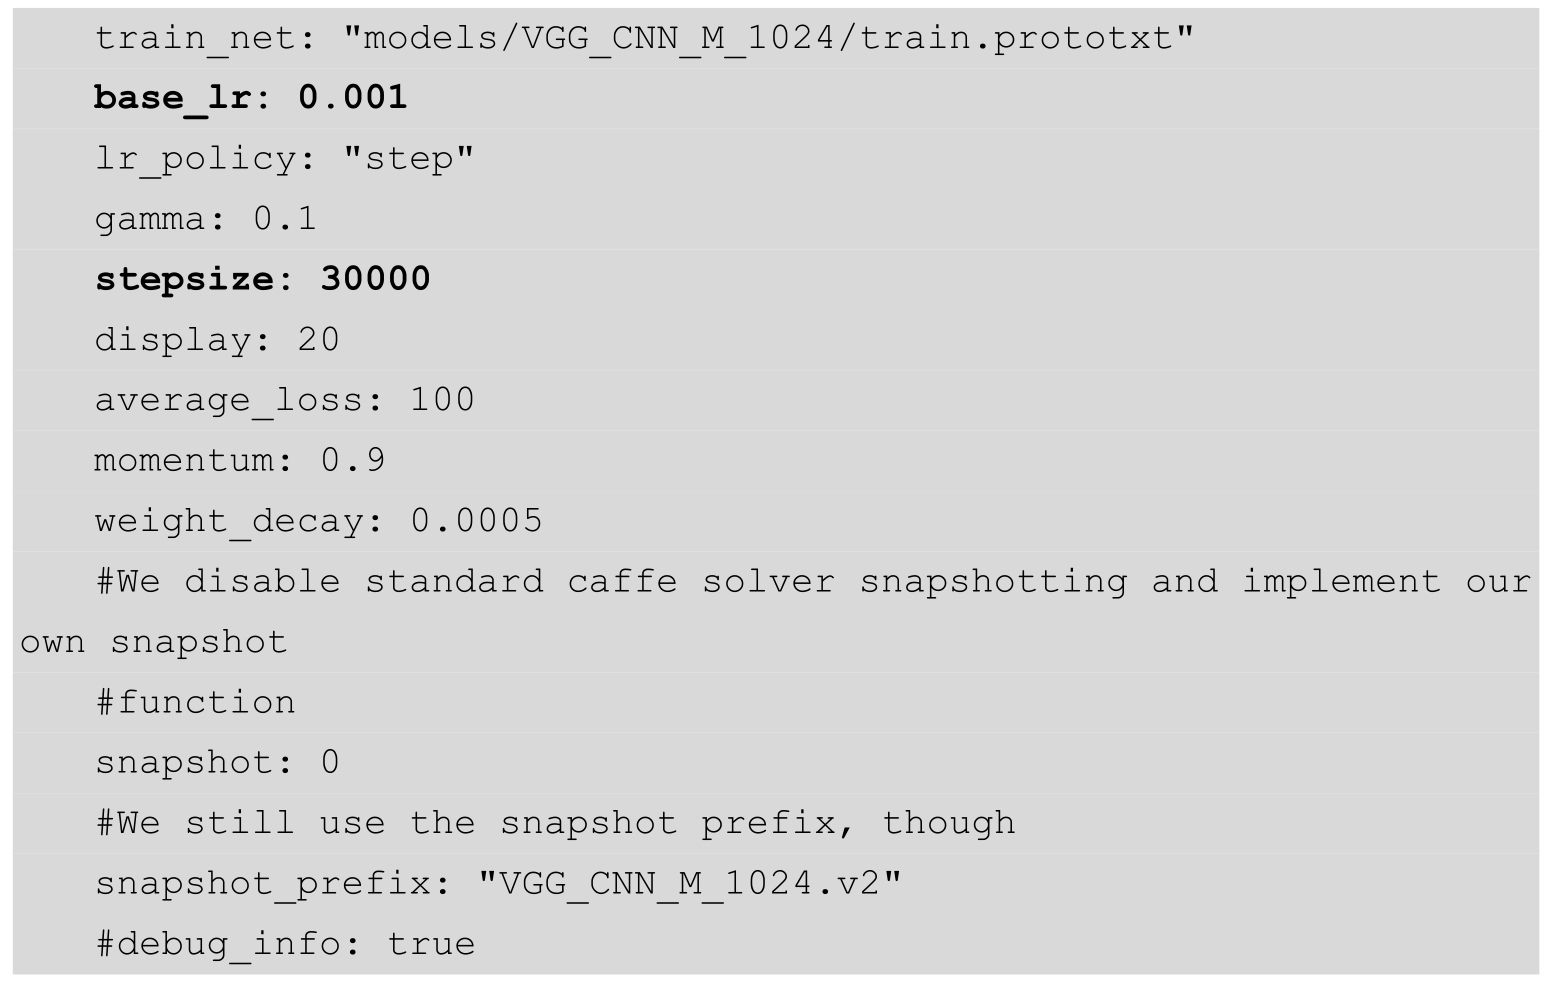 train_net: "models/VGG_CNN_M_1024/train.prototxt"
base_lr: 0.001
lr_policy: "step"
gamma: 0.1
stepsize: 30000
display: 20
average_loss: 100
momentum: 0.9
weight_decay: 0.0005
#We disable standard caffe solver snapshotting and implement our
own snapshot
#function
snapshot: 0
#We still use the snapshot prefix, though
snapshot_prefix: "VGG_CNN_M_1024.v2"
#debug_info: true